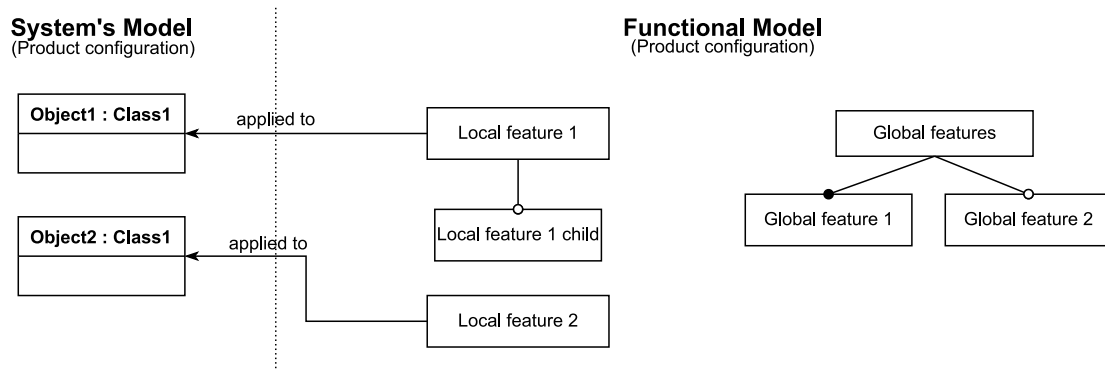 System's Model
(Product configuration)
Functional Model
(Product configuration)
Object1 : Class1
applied to
Local feature 1
Global features
Local feature 1 child
Global feature 1
Global feature 2
Object2 : Class1
applied to
Local feature 2